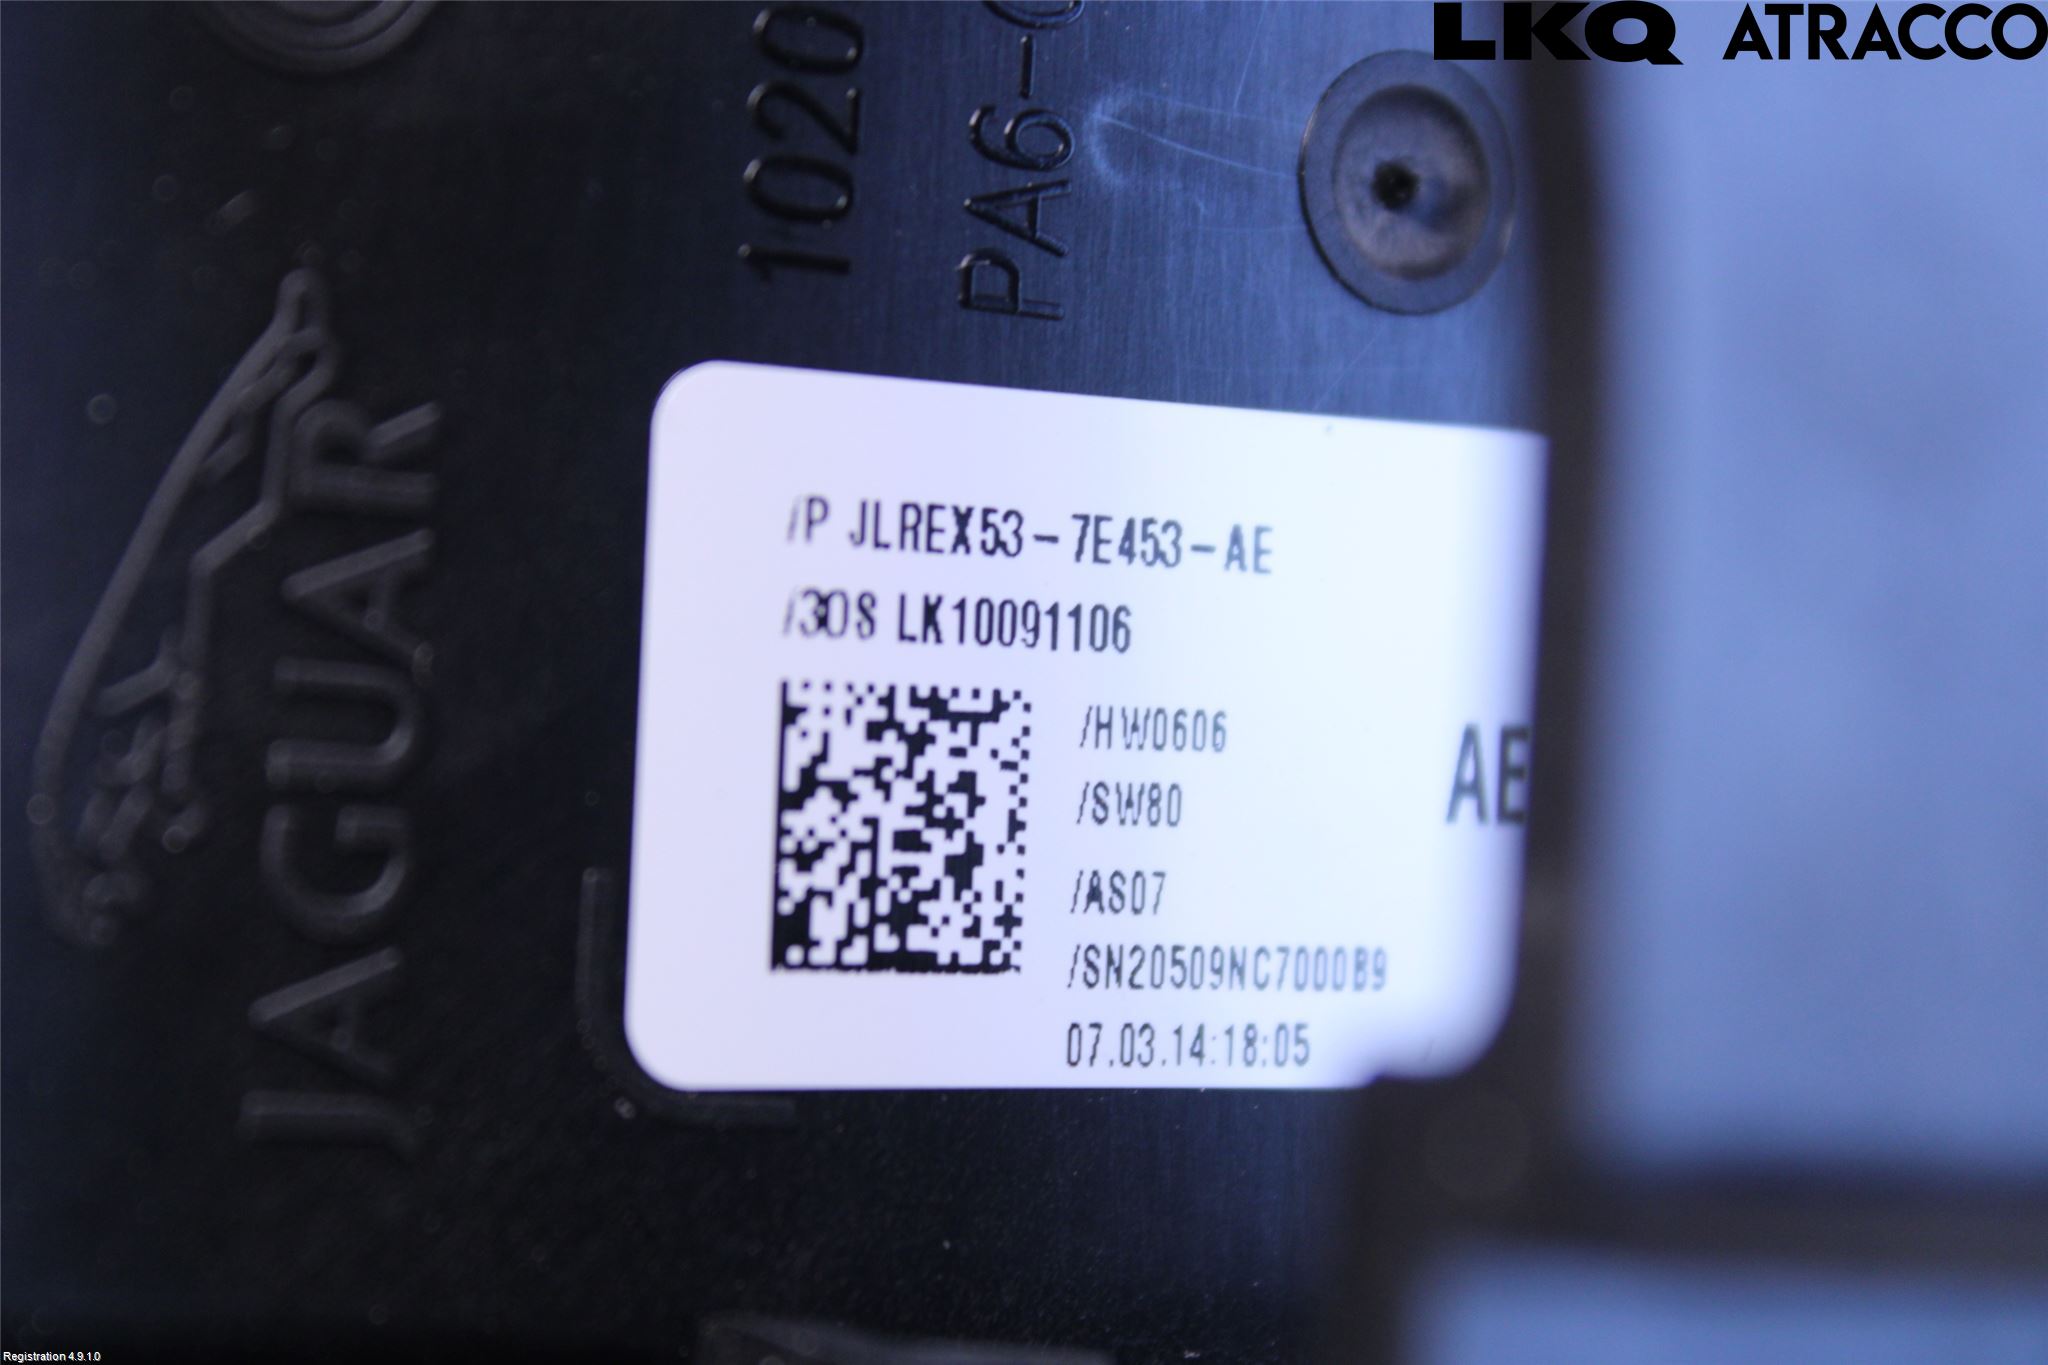 LKQ ATRACCO
1020
PA6-
JAGUAR
/P JLREX53-7E453-AE
/30S LK10091106
/HW0606
/SW80
AE
/AS07
/SN20509NC7000B9
07.03.14:18:05
Registration 4.9.1.0